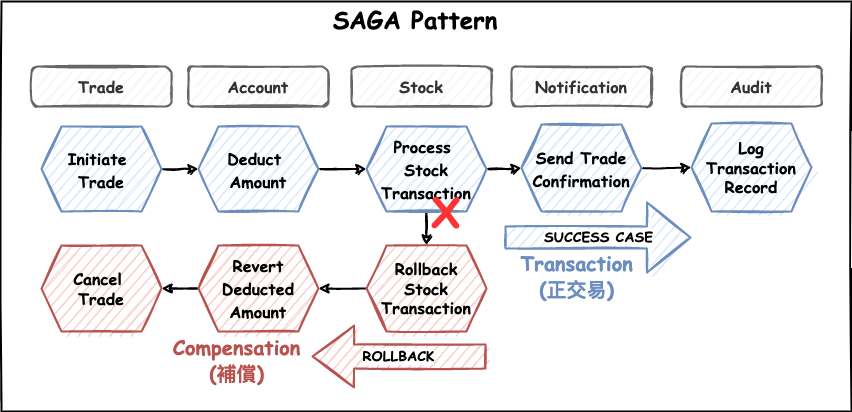 SAGA Pattern
Trade
Account
Stock
Notification
Audit
Initiate
Trade
Deduct
Amount
Process
Stock
Transaction
Send Trade
Confirmation
Log
Transaction
Record
SUCCESS CASE
Transaction
(正交易)
Cancel
Trade
Revert
Deducted
Amount
Rollback
Stock
Transaction
Compensation
(補償)
ROLLBACK